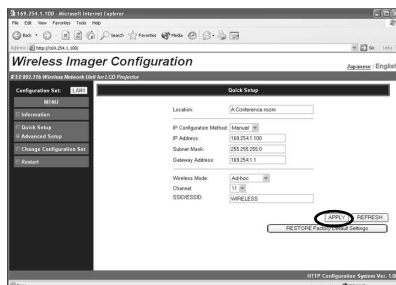 169.254.1.100 - Microsoft Internet Explorer
File Edit View Favorites Tools Help
Back Search Favorites Media
Address http://169.254.1.100/ Go Links
Wireless Imager Configuration
Japanese / English
IEEE802.11b Wireless Network Unit for LCD Projector
Configuration Set: LAN1
MENU
Information
Quick Setup
Advanced Setup
Change Configuration Set
Restart
Quick Setup
Location: A Conference room
IP Configuration Method: Manual
IP Address: 169.254.1.100
Subnet Mask: 255.255.255.0
Gateway Address: 169.254.1.1
Wireless Mode: Ad-hoc
Channel 11
SSID/ESSID: WIRELESS
APPLY REFRESH
RESTORE Factory Default Settings
HTTP Configuration System Ver. 1.0